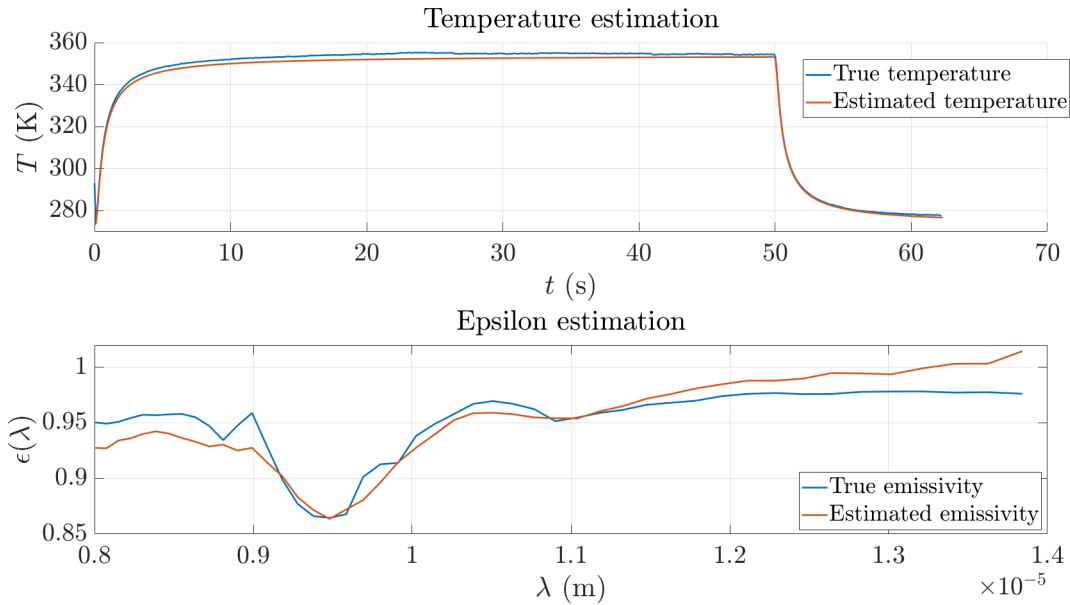 Temperature estimation
360
340
320
300
280
T (K)
0 10 20 30 40 50 60 70
t (s)
True temperature
Estimated temperature
Epsilon estimation
1
0.95
0.9
0.85
ϵ(λ)
0.8 0.9 1 1.1 1.2 1.3 1.4
λ (m)
×10⁻⁵
True emissivity
Estimated emissivity